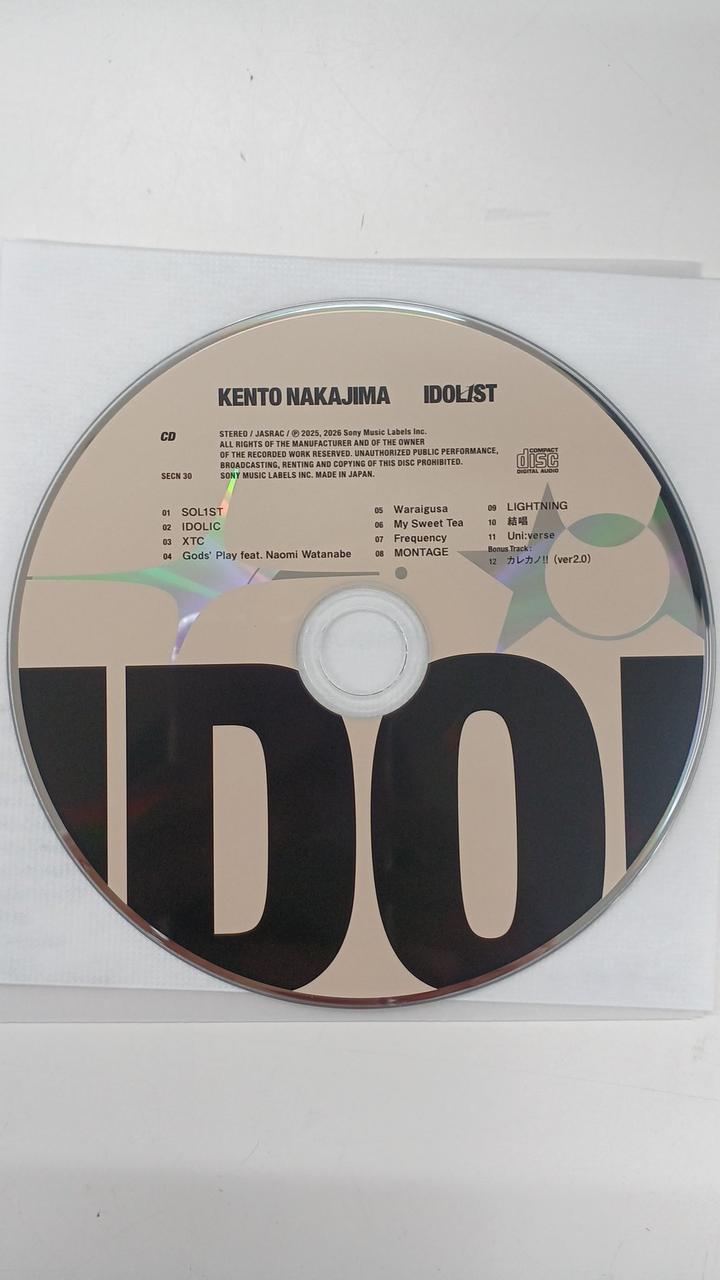 KENTO NAKAJIMA IDOL1ST
CD
STEREO / JASRAC / ℗ 2025, 2026 Sony Music Labels Inc.
ALL RIGHTS OF THE MANUFACTURER AND OF THE OWNER
OF THE RECORDED WORK RESERVED. UNAUTHORIZED PUBLIC PERFORMANCE,
BROADCASTING, RENTING AND COPYING OF THIS DISC PROHIBITED.
SECN 30 SONY MUSIC LABELS INC. MADE IN JAPAN.
COMPACT
disc
DIGITAL AUDIO
01 SOL1ST
02 IDOLIC
03 XTC
04 Gods' Play feat. Naomi Watanabe
05 Waraigusa
06 My Sweet Tea
07 Frequency
08 MONTAGE
09 LIGHTNING
10 結唱
11 Uni:verse
Bonus Track :
12 カレカノ!! (ver2.0)
IDOL